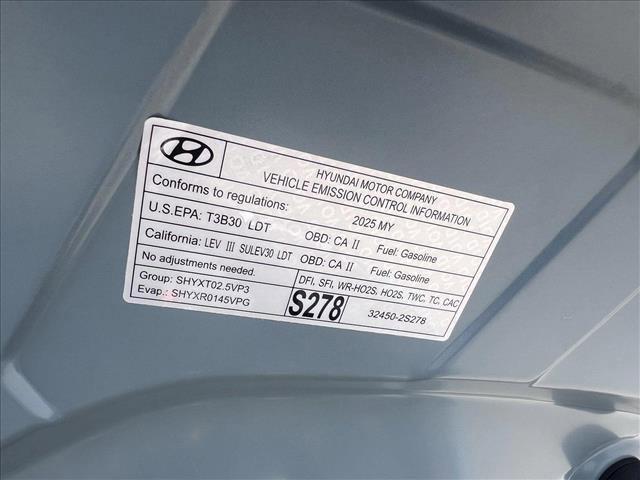 HYUNDAI MOTOR COMPANY
VEHICLE EMISSION CONTROL INFORMATION
Conforms to regulations: 2025 MY
U.S.EPA: T3B30 LDT OBD: CA II Fuel: Gasoline
California: LEV III SULEV30 LDT OBD: CA II Fuel: Gasoline
No adjustments needed. DFI, SFI, WR-HO2S, HO2S, TWC, TC, CAC
Group: SHYXT02.5VP3
Evap.: SHYXR0145VPG S278 32450-2S278